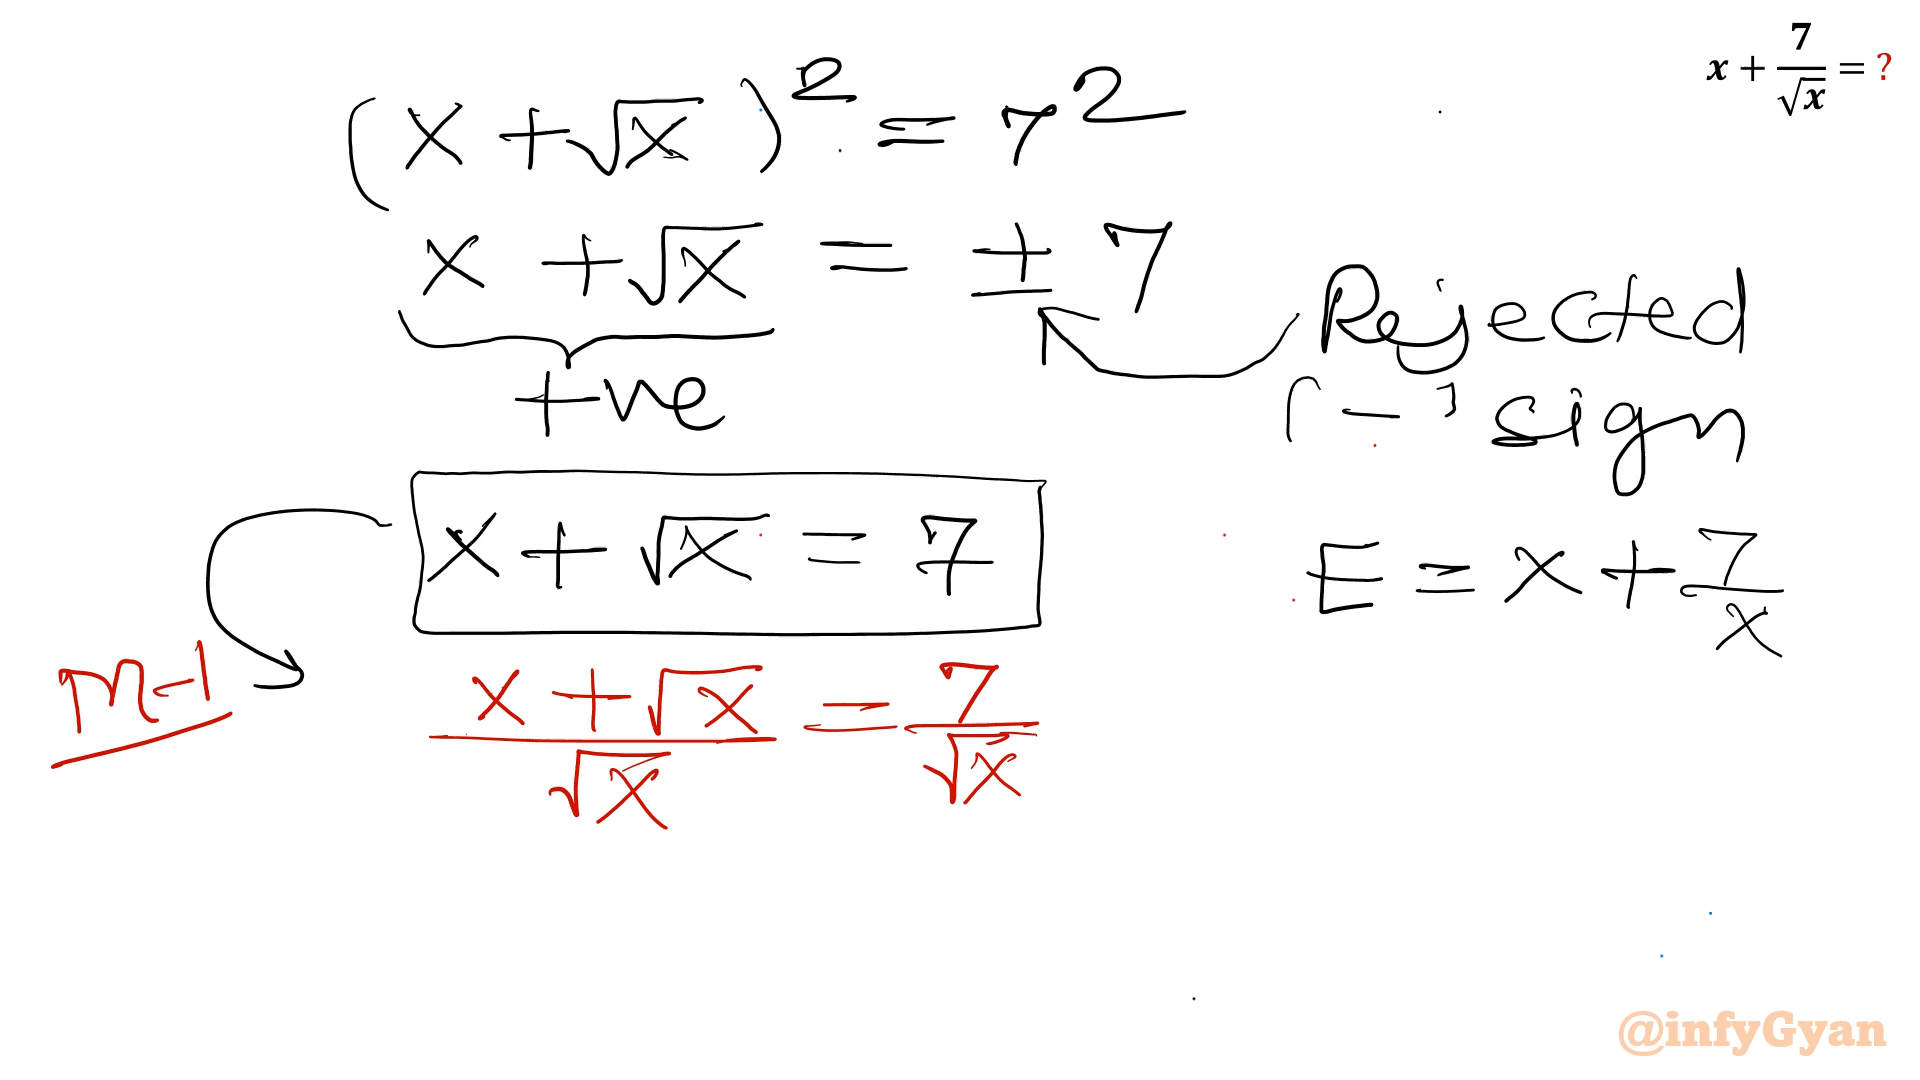 x + 7/√x = ?
(x + √x)² = 7²
x + √x = ± 7
+ve
Rejected
(-) sign
x + √x = 7
E = x + 7/x
M-1
(x + √x)/√x = 7/√x
@infyGyan